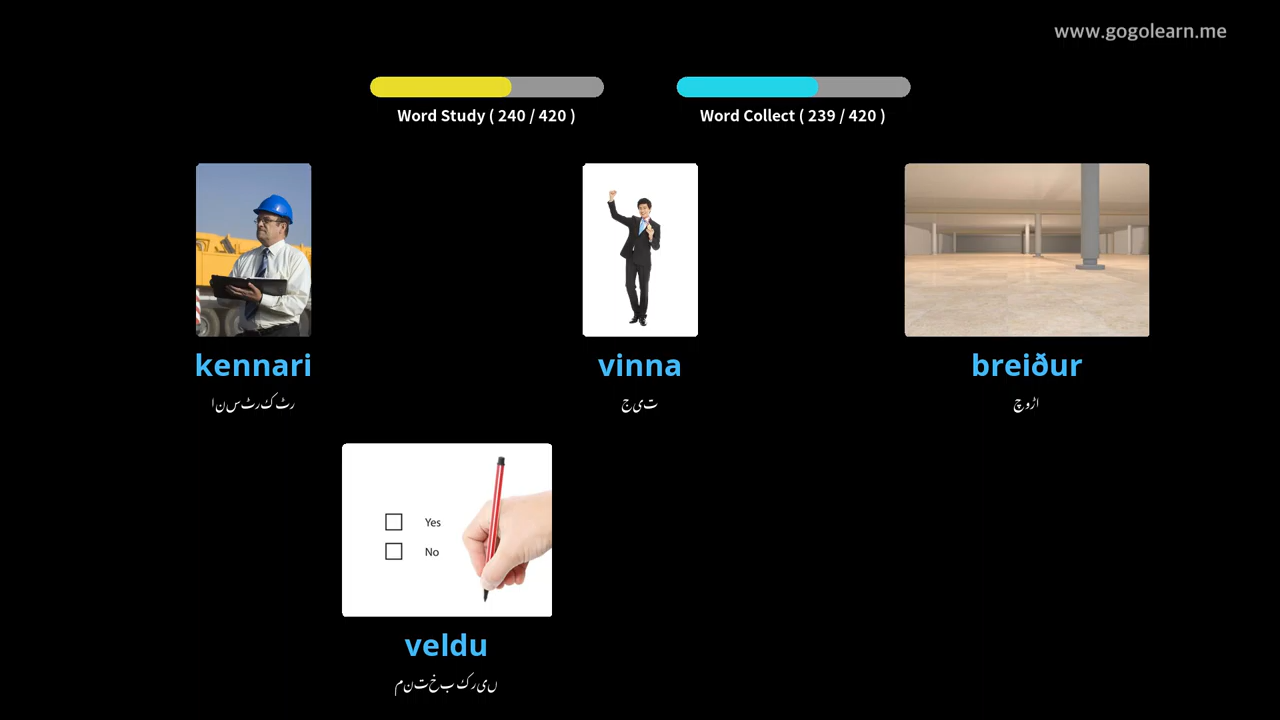 www.gogolearn.me
Word Study ( 240 / 420 )
Word Collect ( 239 / 420 )
kennari
انسٹرکٹر
vinna
جیت
breiður
چوڑا
Yes
No
veldu
منتخب کریں